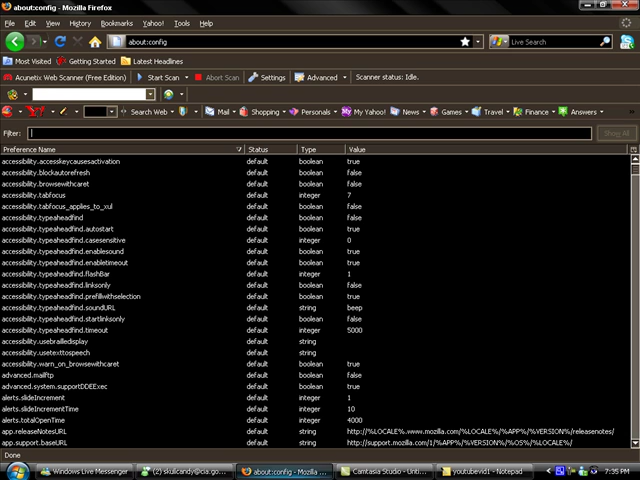 about:config - Mozilla Firefox
File Edit View History Bookmarks Yahoo! Tools Help
about:config Live Search
Most Visited Getting Started Latest Headlines
Acunetix Web Scanner (Free Edition) Start Scan Abort Scan Settings Advanced Scanner status: Idle.
Search Web Mail Shopping Personals My Yahoo! News Games Travel Finance Answers
Filter: Show All
Preference Name Status Type Value
accessibility.accesskeycausesactivation default boolean true
accessibility.blockautorefresh default boolean false
accessibility.browsewithcaret default boolean false
accessibility.tabfocus default integer 7
accessibility.tabfocus_applies_to_xul default boolean false
accessibility.typeaheadfind default boolean false
accessibility.typeaheadfind.autostart default boolean true
accessibility.typeaheadfind.casesensitive default integer 0
accessibility.typeaheadfind.enablesound default boolean true
accessibility.typeaheadfind.enabletimeout default boolean true
accessibility.typeaheadfind.flashBar default integer 1
accessibility.typeaheadfind.linksonly default boolean false
accessibility.typeaheadfind.prefillwithselection default boolean true
accessibility.typeaheadfind.soundURL default string beep
accessibility.typeaheadfind.startlinksonly default boolean false
accessibility.typeaheadfind.timeout default integer 5000
accessibility.usebrailledisplay default string
accessibility.usetexttospeech default string
accessibility.warn_on_browsewithcaret default boolean true
advanced.mailftp default boolean false
advanced.system.supportDDEExec default boolean true
alerts.slideIncrement default integer 1
alerts.slideIncrementTime default integer 10
alerts.totalOpenTime default integer 4000
app.releaseNotesURL default string http://%LOCALE%.www.mozilla.com/%LOCALE%/%APP%/%VERSION%/releasenotes/
app.support.baseURL default string http://support.mozilla.com/1/%APP%/%VERSION%/%OS%/%LOCALE%/
Done
Windows Live Messenger (2) skulicandy@cia:go... about:config - Mozilla ... Camtasia Studio - Unti... youtubevid1 - Notepad 7:35 PM